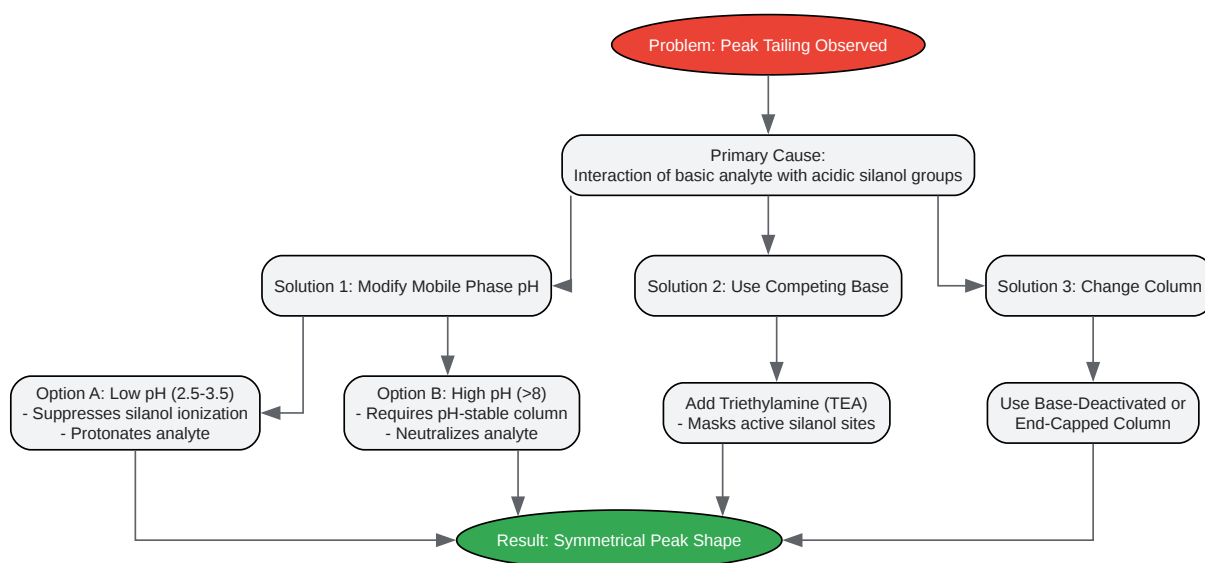 Problem: Peak Tailing Observed
Primary Cause:
Interaction of basic analyte with acidic silanol groups
Solution 1: Modify Mobile Phase pH
Solution 2: Use Competing Base
Solution 3: Change Column
Option A: Low pH (2.5-3.5)
- Suppresses silanol ionization
- Protonates analyte
Option B: High pH (>8)
- Requires pH-stable column
- Neutralizes analyte
Add Triethylamine (TEA)
- Masks active silanol sites
Use Base-Deactivated or
End-Capped Column
Result: Symmetrical Peak Shape